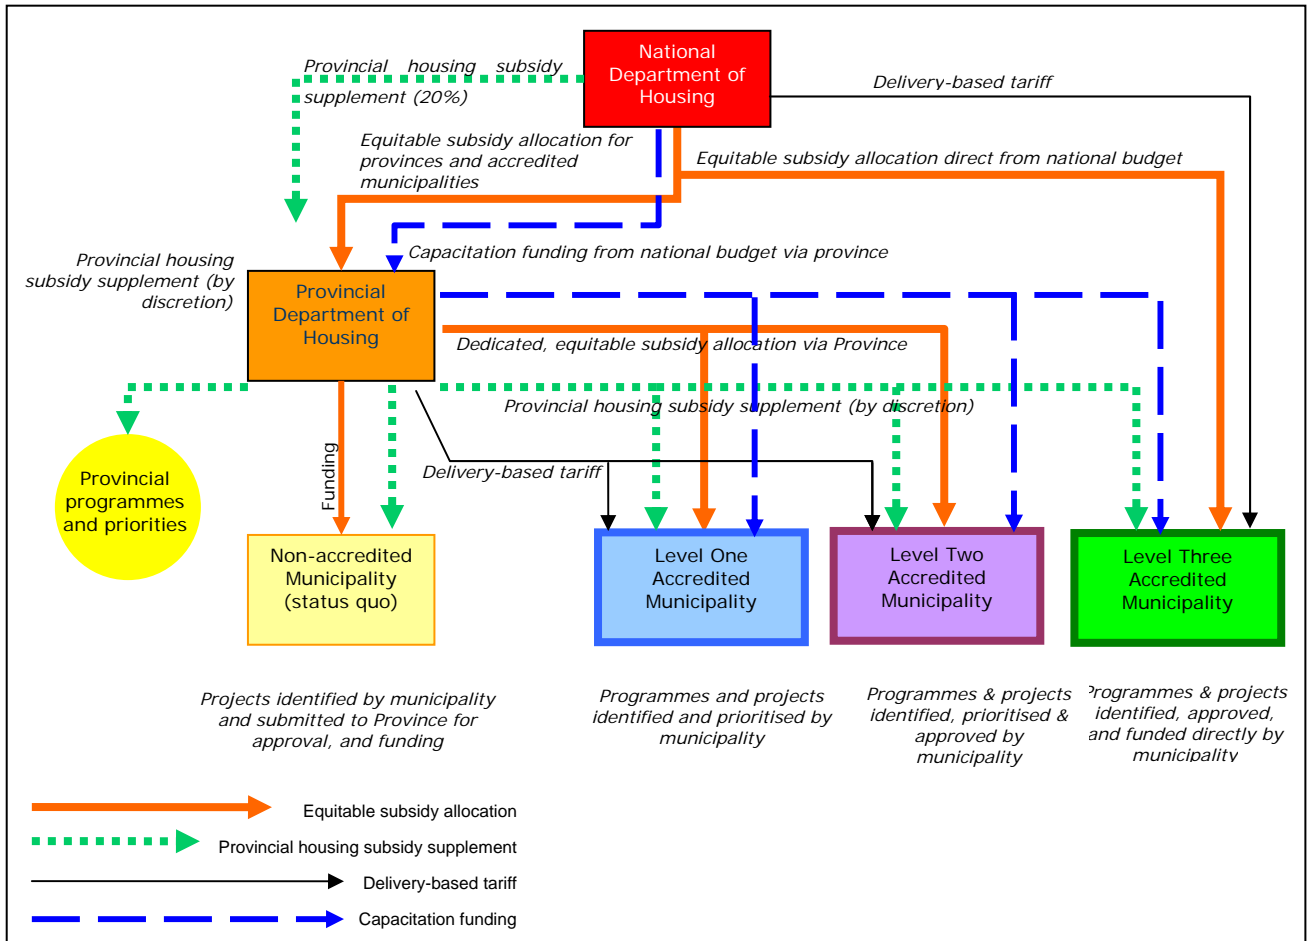 National
Department of
Housing
Provincial housing subsidy
supplement (20%)
Delivery-based tariff
Equitable subsidy allocation for
provinces and accredited
municipalities
Equitable subsidy allocation direct from national budget
Capacitation funding from national budget via province
Provincial housing
subsidy supplement (by
discretion)
Provincial
Department of
Housing
Dedicated, equitable subsidy allocation via Province
Provincial housing subsidy supplement (by discretion)
Funding
Delivery-based tariff
Provincial
programmes
and priorities
Non-accredited
Municipality
(status quo)
Level One
Accredited
Municipality
Level Two
Accredited
Municipality
Level Three
Accredited
Municipality
Projects identified by municipality
and submitted to Province for
approval, and funding
Programmes and projects
identified and prioritised by
municipality
Programmes & projects
identified, prioritised &
approved by
municipality
Programmes & projects
identified, approved,
and funded directly by
municipality
Equitable subsidy allocation
Provincial housing subsidy supplement
Delivery-based tariff
Capacitation funding